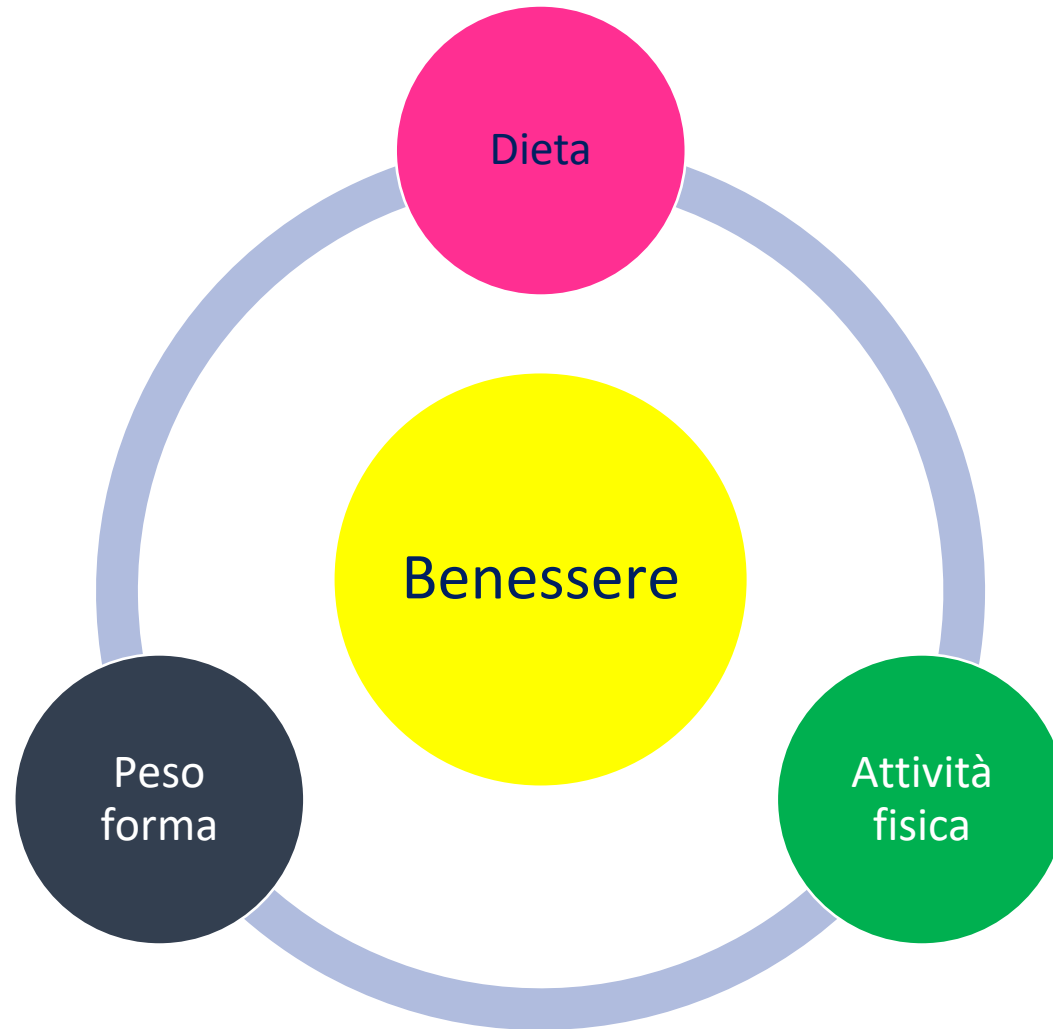 Dieta
Benessere
Peso
forma
Attività
fisica